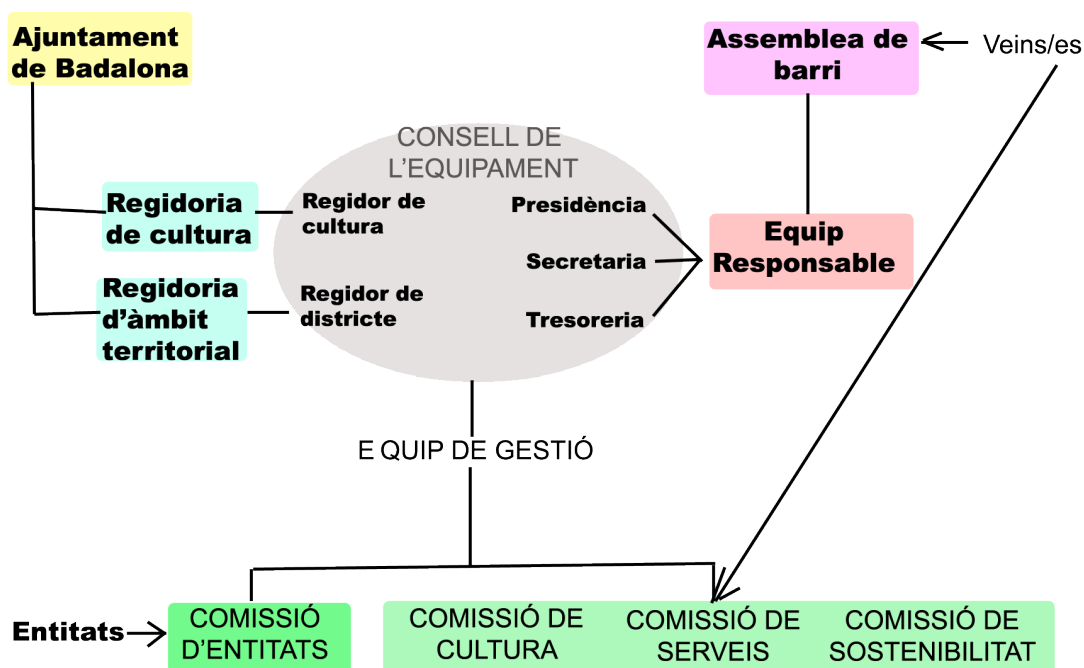 Ajuntament
de Badalona
Assemblea de
barri
Veins/es
CONSELL DE
L'EQUIPAMENT
Regidoria
de cultura
Regidor de
cultura
Presidència
Secretaria
Tresoreria
Equip
Responsable
Regidoria
d'àmbit
territorial
Regidor de
districte
E QUIP DE GESTIÓ
Entitats
COMISSIÓ
D'ENTITATS
COMISSIÓ DE
CULTURA
COMISSIÓ DE
SERVEIS
COMISSIÓ DE
SOSTENIBILITAT